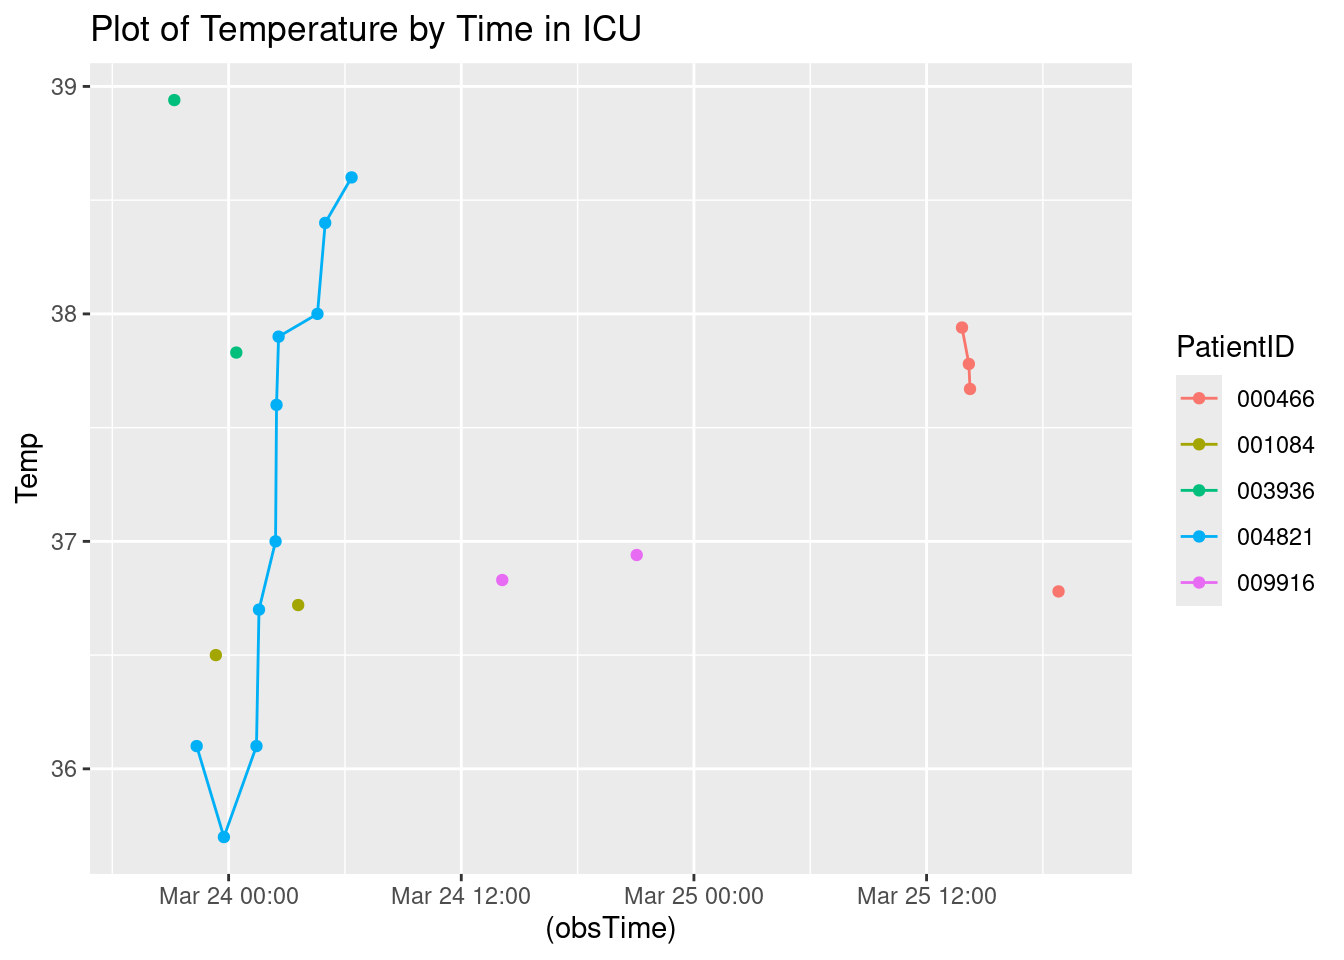 Plot of Temperature by Time in ICU
39
38
37
36
Temp
Mar 24 00:00
Mar 24 12:00
Mar 25 00:00
Mar 25 12:00
(obsTime)
PatientID
000466
001084
003936
004821
009916